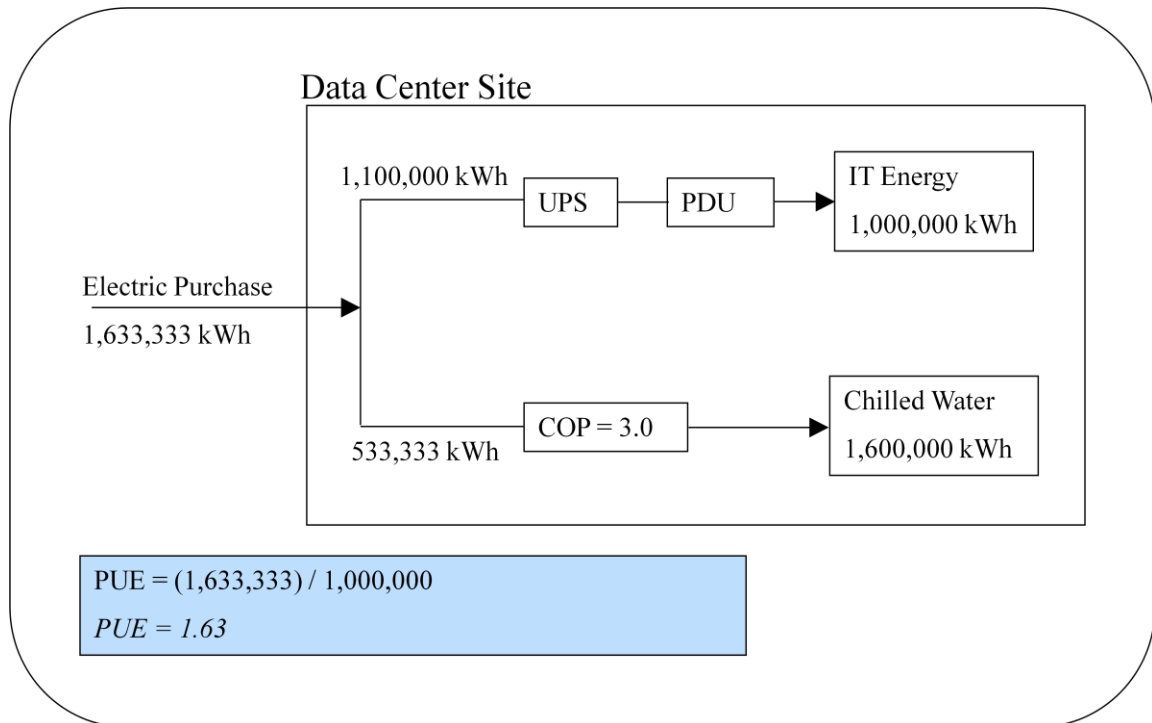 Data Center Site
1,100,000 kWh
UPS
PDU
IT Energy
1,000,000 kWh
Electric Purchase
1,633,333 kWh
533,333 kWh
COP = 3.0
Chilled Water
1,600,000 kWh
PUE = (1,633,333) / 1,000,000
PUE = 1.63